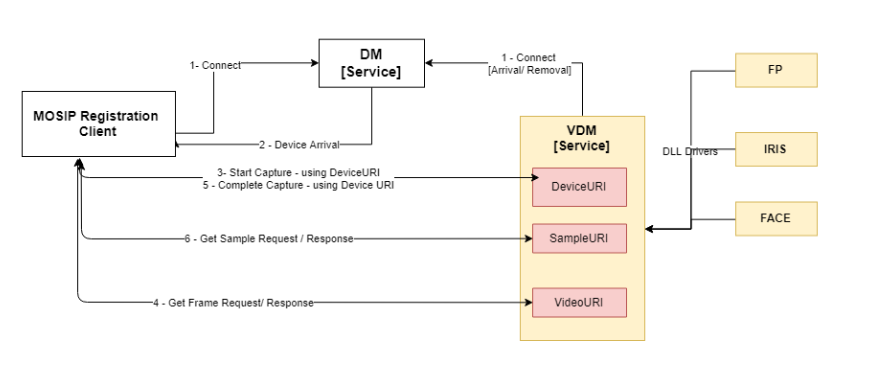 DM
[Service]
1- Connect
1 - Connect
[Arrival/ Removal]
FP
MOSIP Registration
Client
VDM
[Service]
2 - Device Arrival
DLL Drivers
IRIS
3- Start Capture - using DeviceURI
5 - Complete Capture - using Device URI
DeviceURI
FACE
6 - Get Sample Request / Response
SampleURI
4 - Get Frame Request/ Response
VideoURI